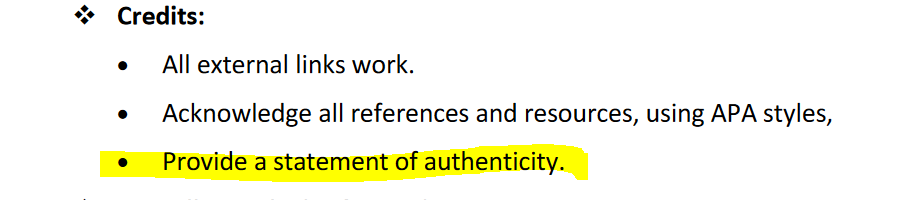 ❖ Credits:
• All external links work.
• Acknowledge all references and resources, using APA styles,
• Provide a statement of authenticity.